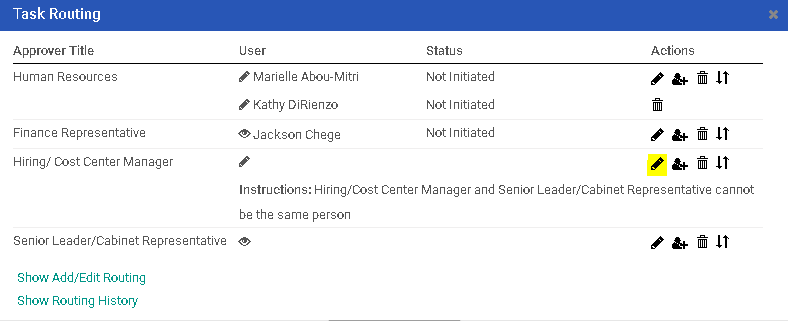 Task Routing
Approver Title User Status Actions
Human Resources Marielle Abou-Mitri Not Initiated
Kathy DiRienzo Not Initiated
Finance Representative Jackson Chege Not Initiated
Hiring/ Cost Center Manager
Instructions: Hiring/Cost Center Manager and Senior Leader/Cabinet Representative cannot
be the same person
Senior Leader/Cabinet Representative
Show Add/Edit Routing
Show Routing History